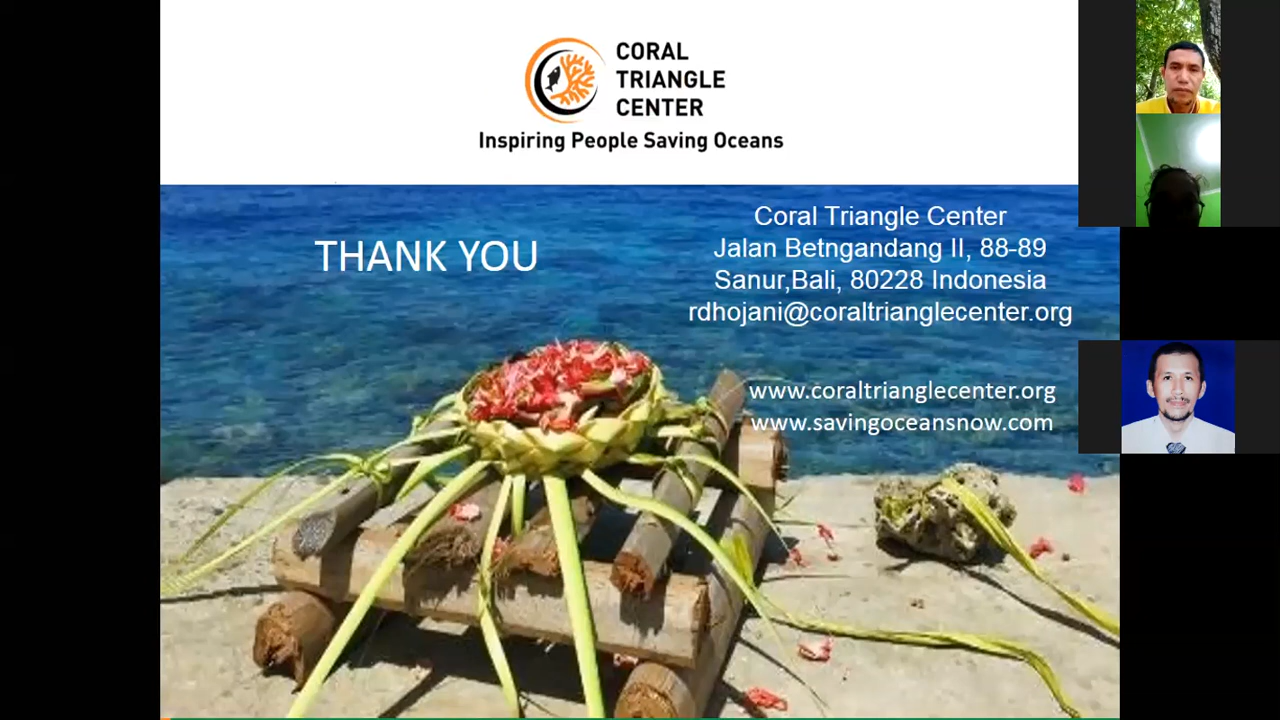 CORAL
TRIANGLE
CENTER
Inspiring People Saving Oceans
THANK YOU
Coral Triangle Center
Jalan Betngandang II, 88-89
Sanur,Bali, 80228 Indonesia
rdhojani@coraltrianglecenter.org
www.coraltrianglecenter.org
www.savingoceansnow.com